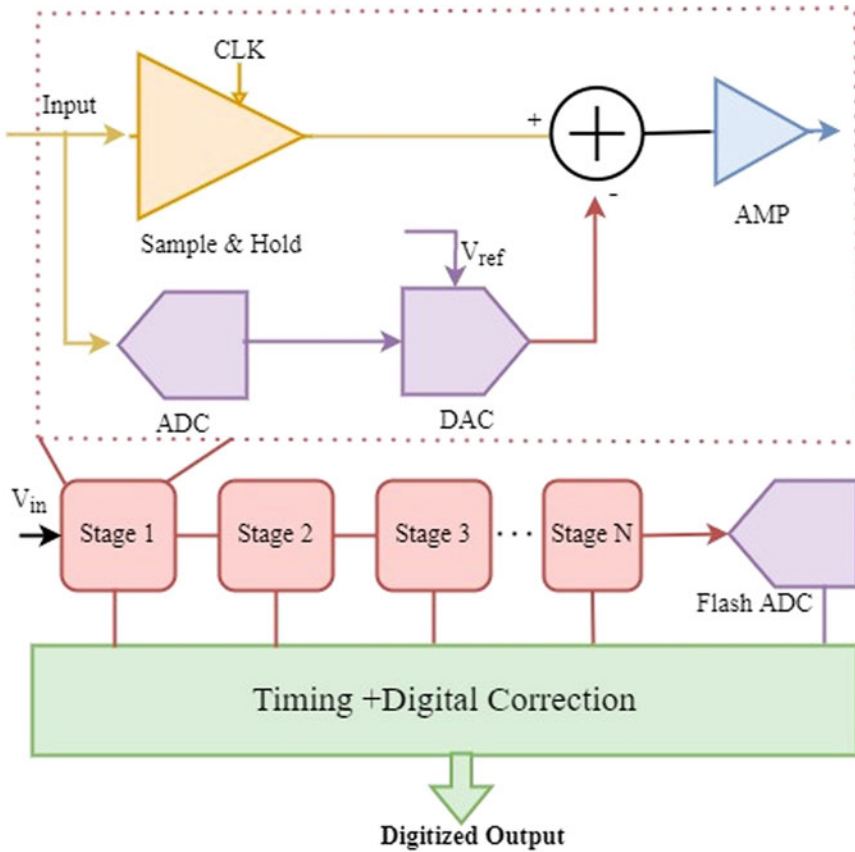 CLK
Input
+
-
Sample & Hold
AMP
Vref
ADC
DAC
Vin
Stage 1
Stage 2
Stage 3
...
Stage N
Flash ADC
Timing +Digital Correction
Digitized Output